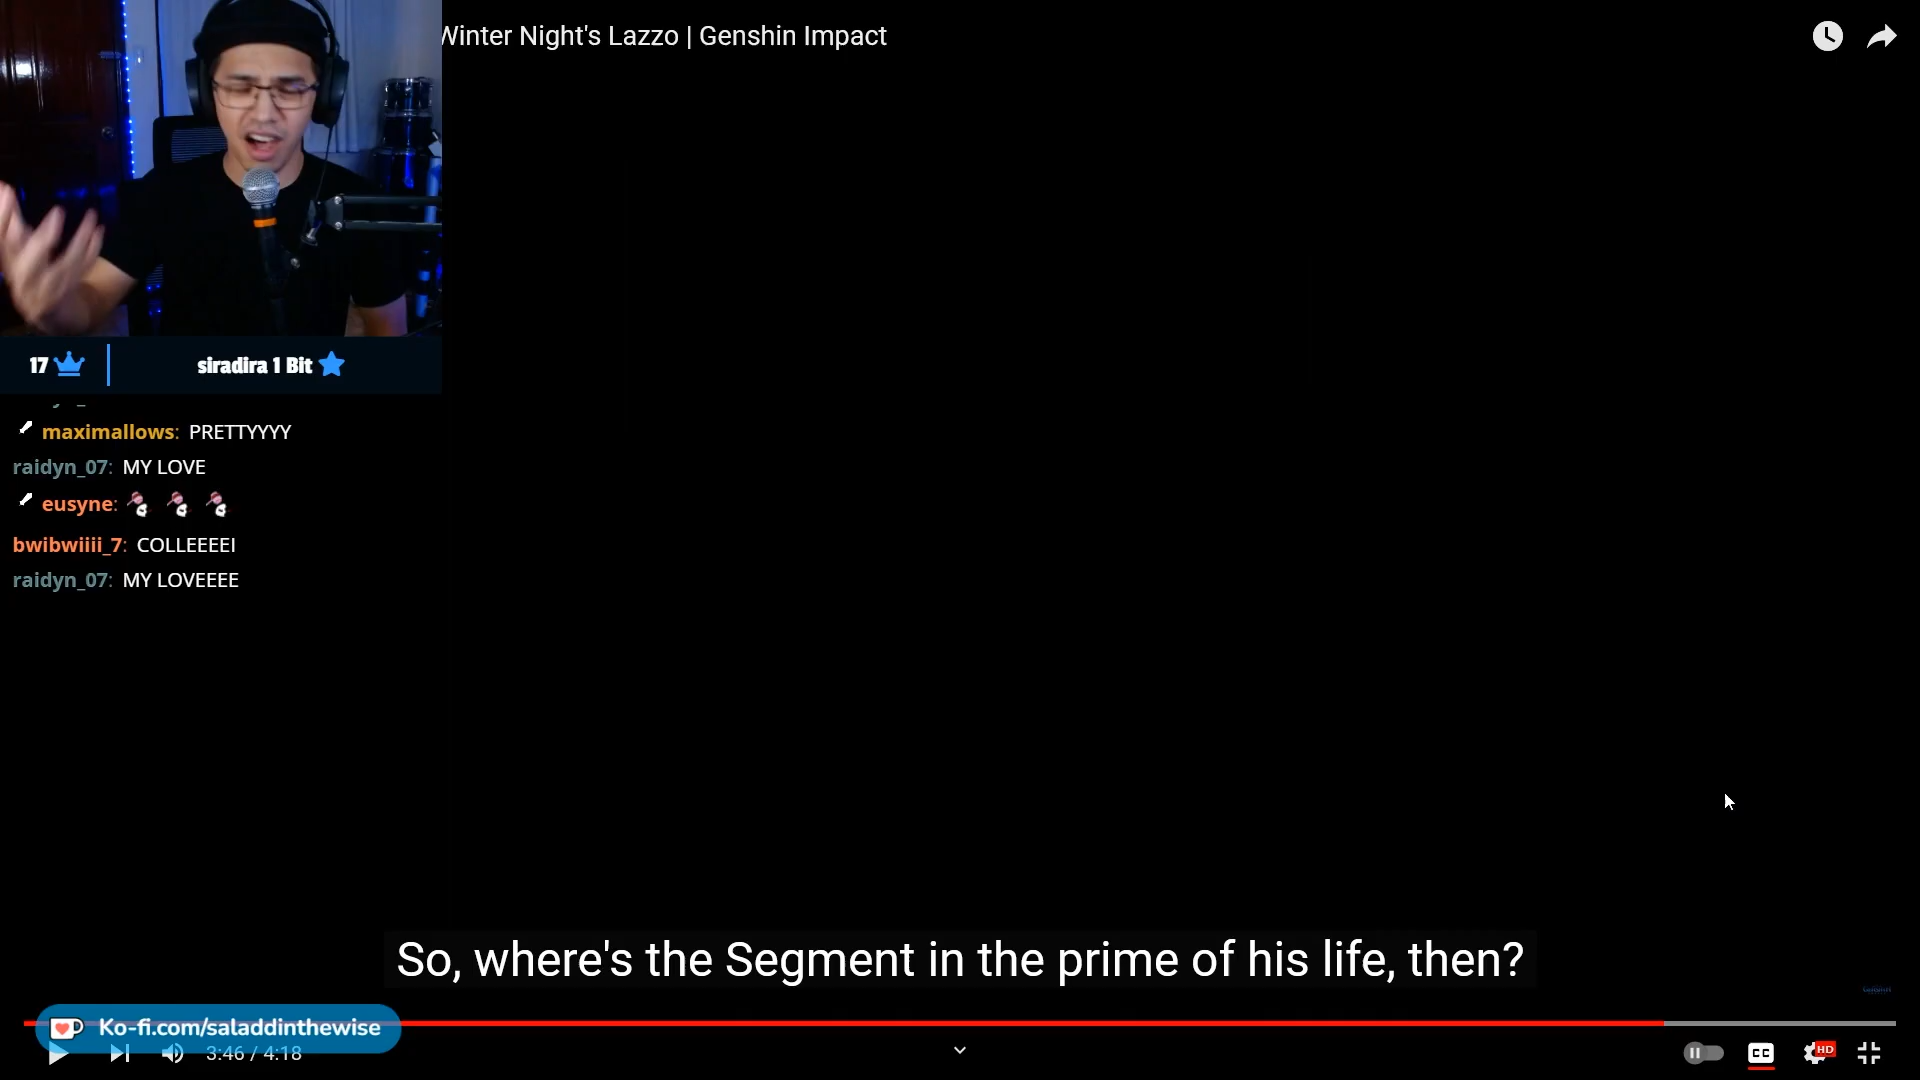 Winter Night's Lazzo | Genshin Impact
17
siradira 1 Bit
maximallows: PRETTYYYY
raidyn_07: MY LOVE
eusyne:
bwibwiiii_7: COLLEEEEI
raidyn_07: MY LOVEEEE
So, where's the Segment in the prime of his life, then?
Ko-fi.com/saladdinthewise
3:46 / 4:18
CC
HD